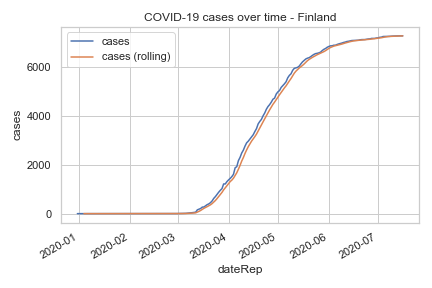 COVID-19 cases over time - Finland
cases
cases (rolling)
6000
4000
2000
0
cases
2020-01
2020-02
2020-03
2020-04
2020-05
2020-06
2020-07
dateRep